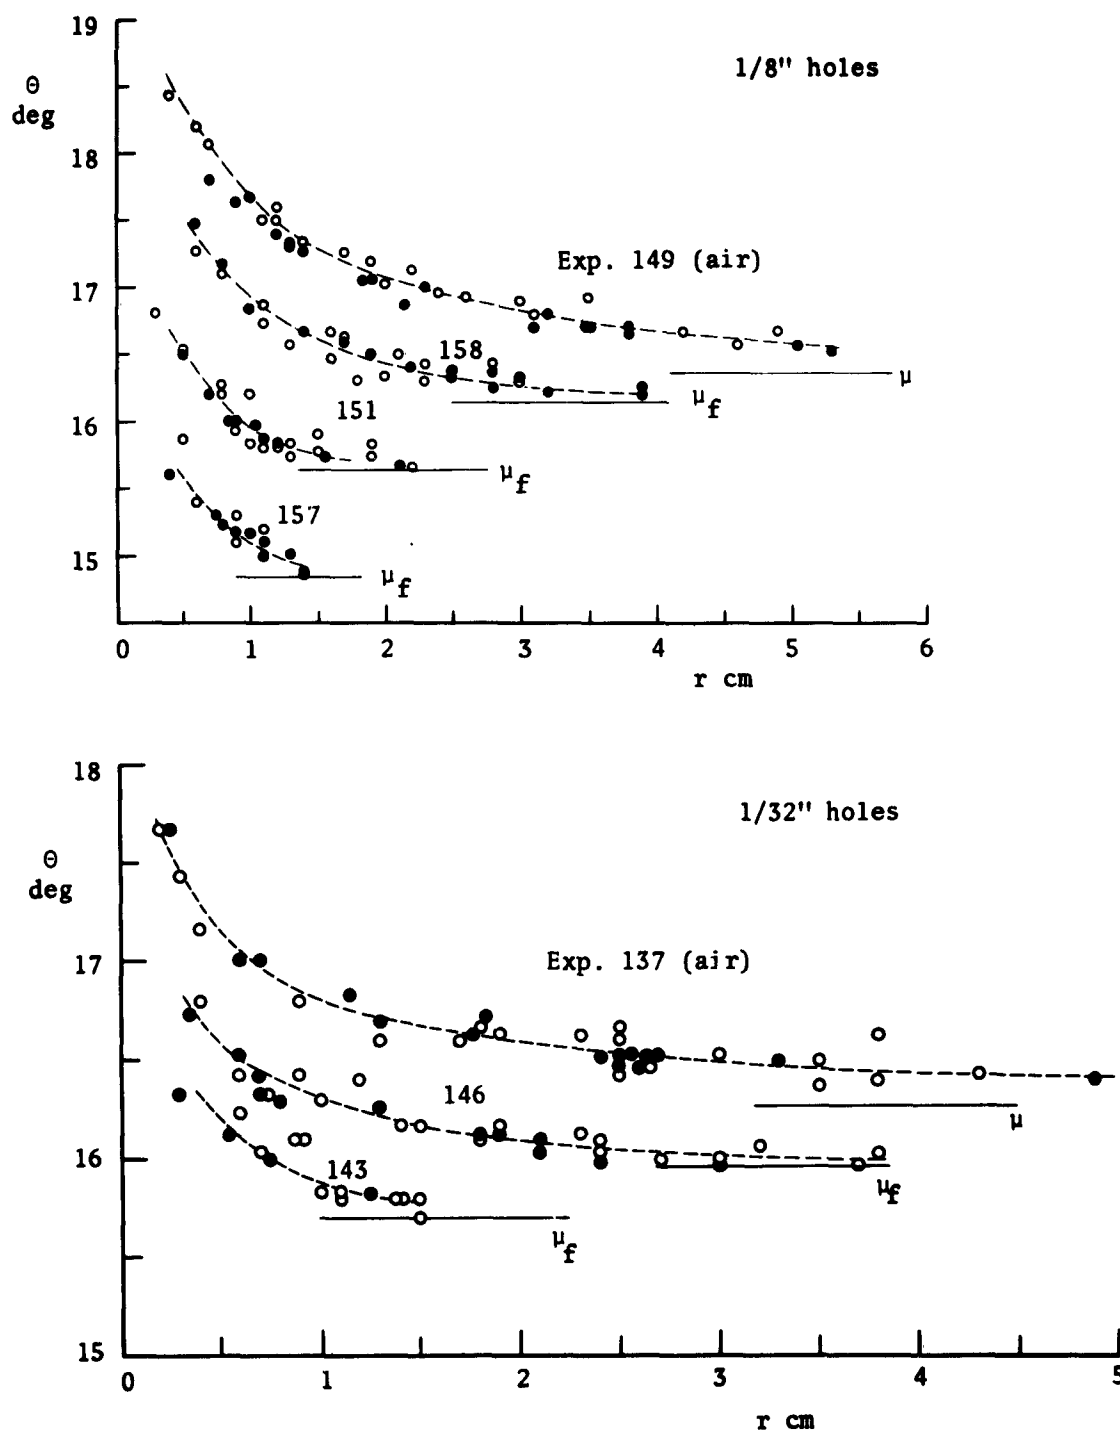 19
1/8" holes
Θ
deg
18
17
Exp. 149 (air)
158
μ
μf
16
151
μf
157
15
μf
0 1 2 3 4 5 6
r cm
18
1/32" holes
Θ
deg
17
Exp. 137 (air)
146
μ
16
143
μf
μf
15
0 1 2 3 4 5
r cm